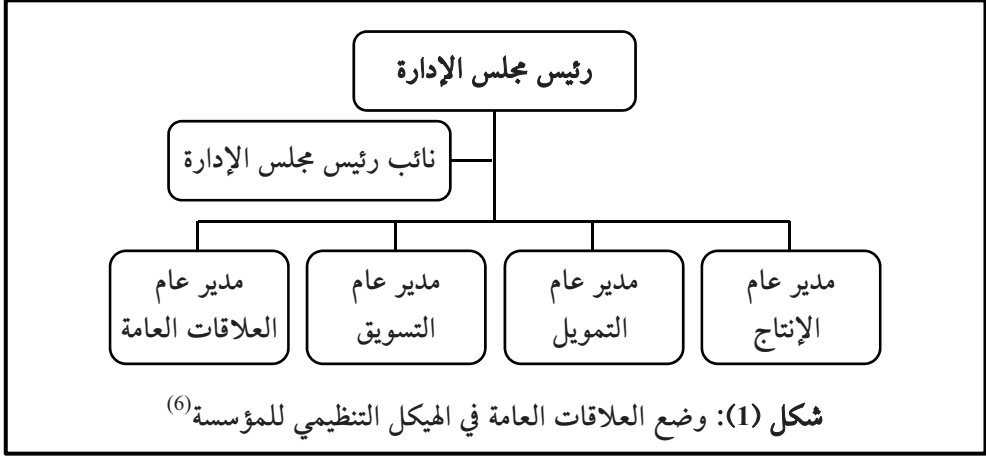 رئيس مجلس الإدارة
نائب رئيس مجلس الإدارة
مدير عام
الإنتاج
مدير عام
التمويل
مدير عام
التسويق
مدير عام
العلاقات العامة
شكل (1): وضع العلاقات العامة في الهيكل التنظيمي للمؤسسة(6)